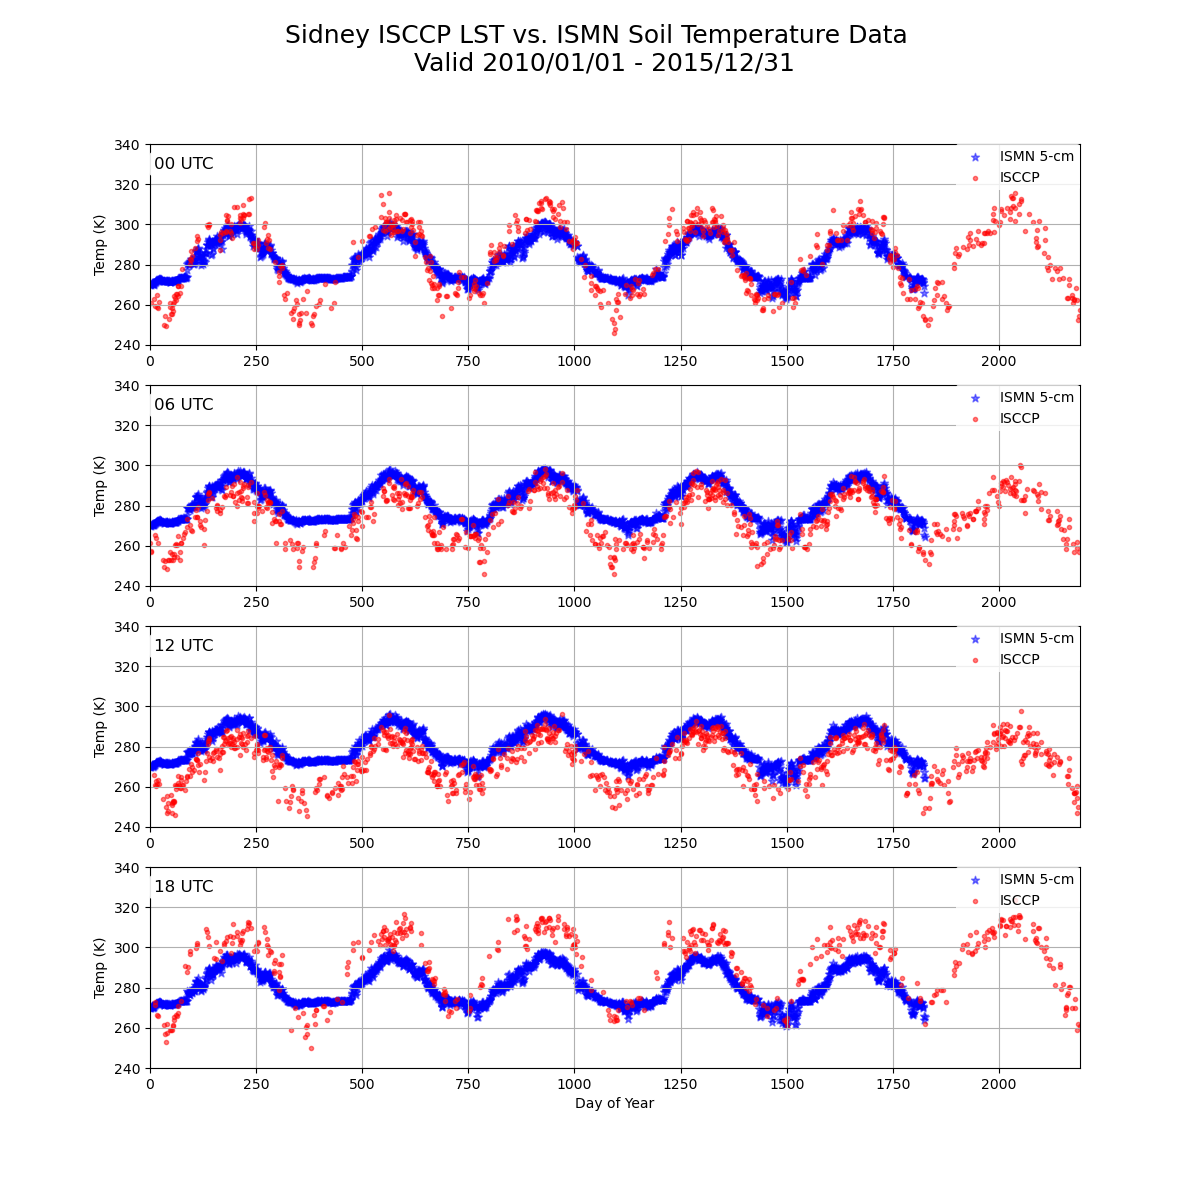 Sidney ISCCP LST vs. ISMN Soil Temperature Data
Valid 2010/01/01 - 2015/12/31
00 UTC
ISMN 5-cm
ISCCP
Temp (K)
340
320
300
280
260
240
0 250 500 750 1000 1250 1500 1750 2000
06 UTC
ISMN 5-cm
ISCCP
Temp (K)
340
320
300
280
260
240
0 250 500 750 1000 1250 1500 1750 2000
12 UTC
ISMN 5-cm
ISCCP
Temp (K)
340
320
300
280
260
240
0 250 500 750 1000 1250 1500 1750 2000
18 UTC
ISMN 5-cm
ISCCP
Temp (K)
340
320
300
280
260
240
0 250 500 750 1000 1250 1500 1750 2000
Day of Year